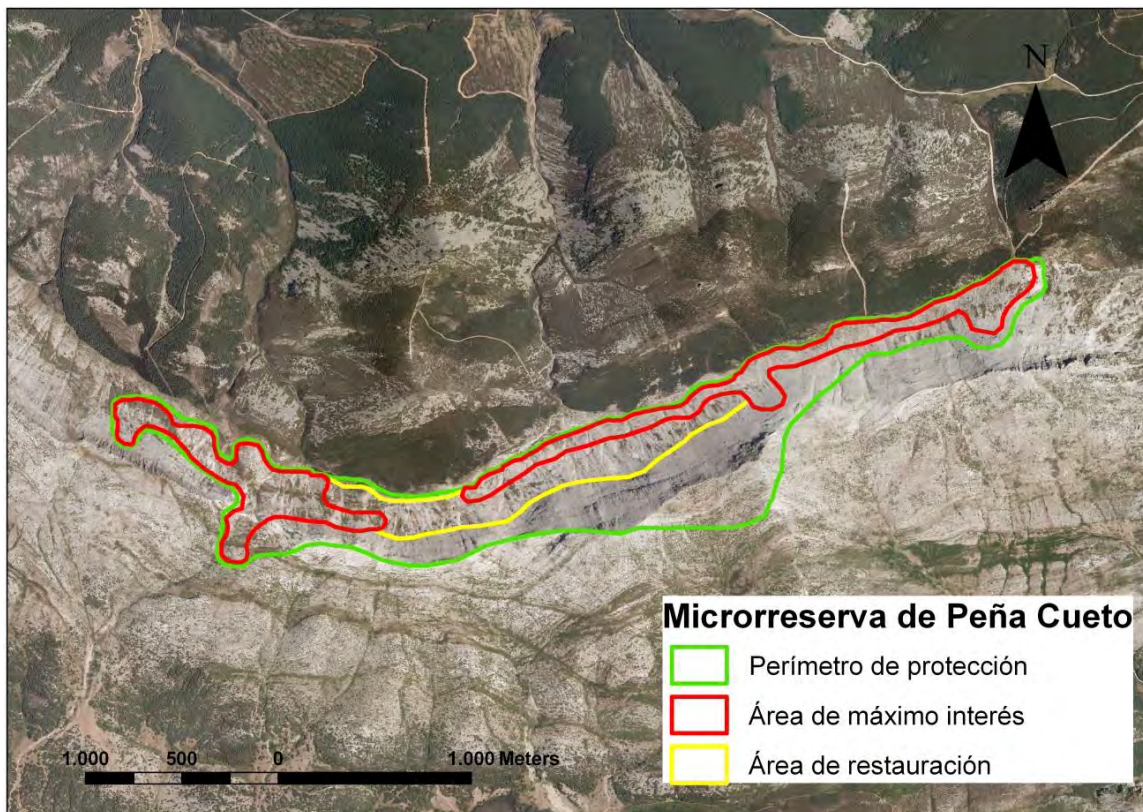 N
Microrreserva de Peña Cueto
Perímetro de protección
Área de máximo interés
Área de restauración
1.000 500 0 1.000 Meters